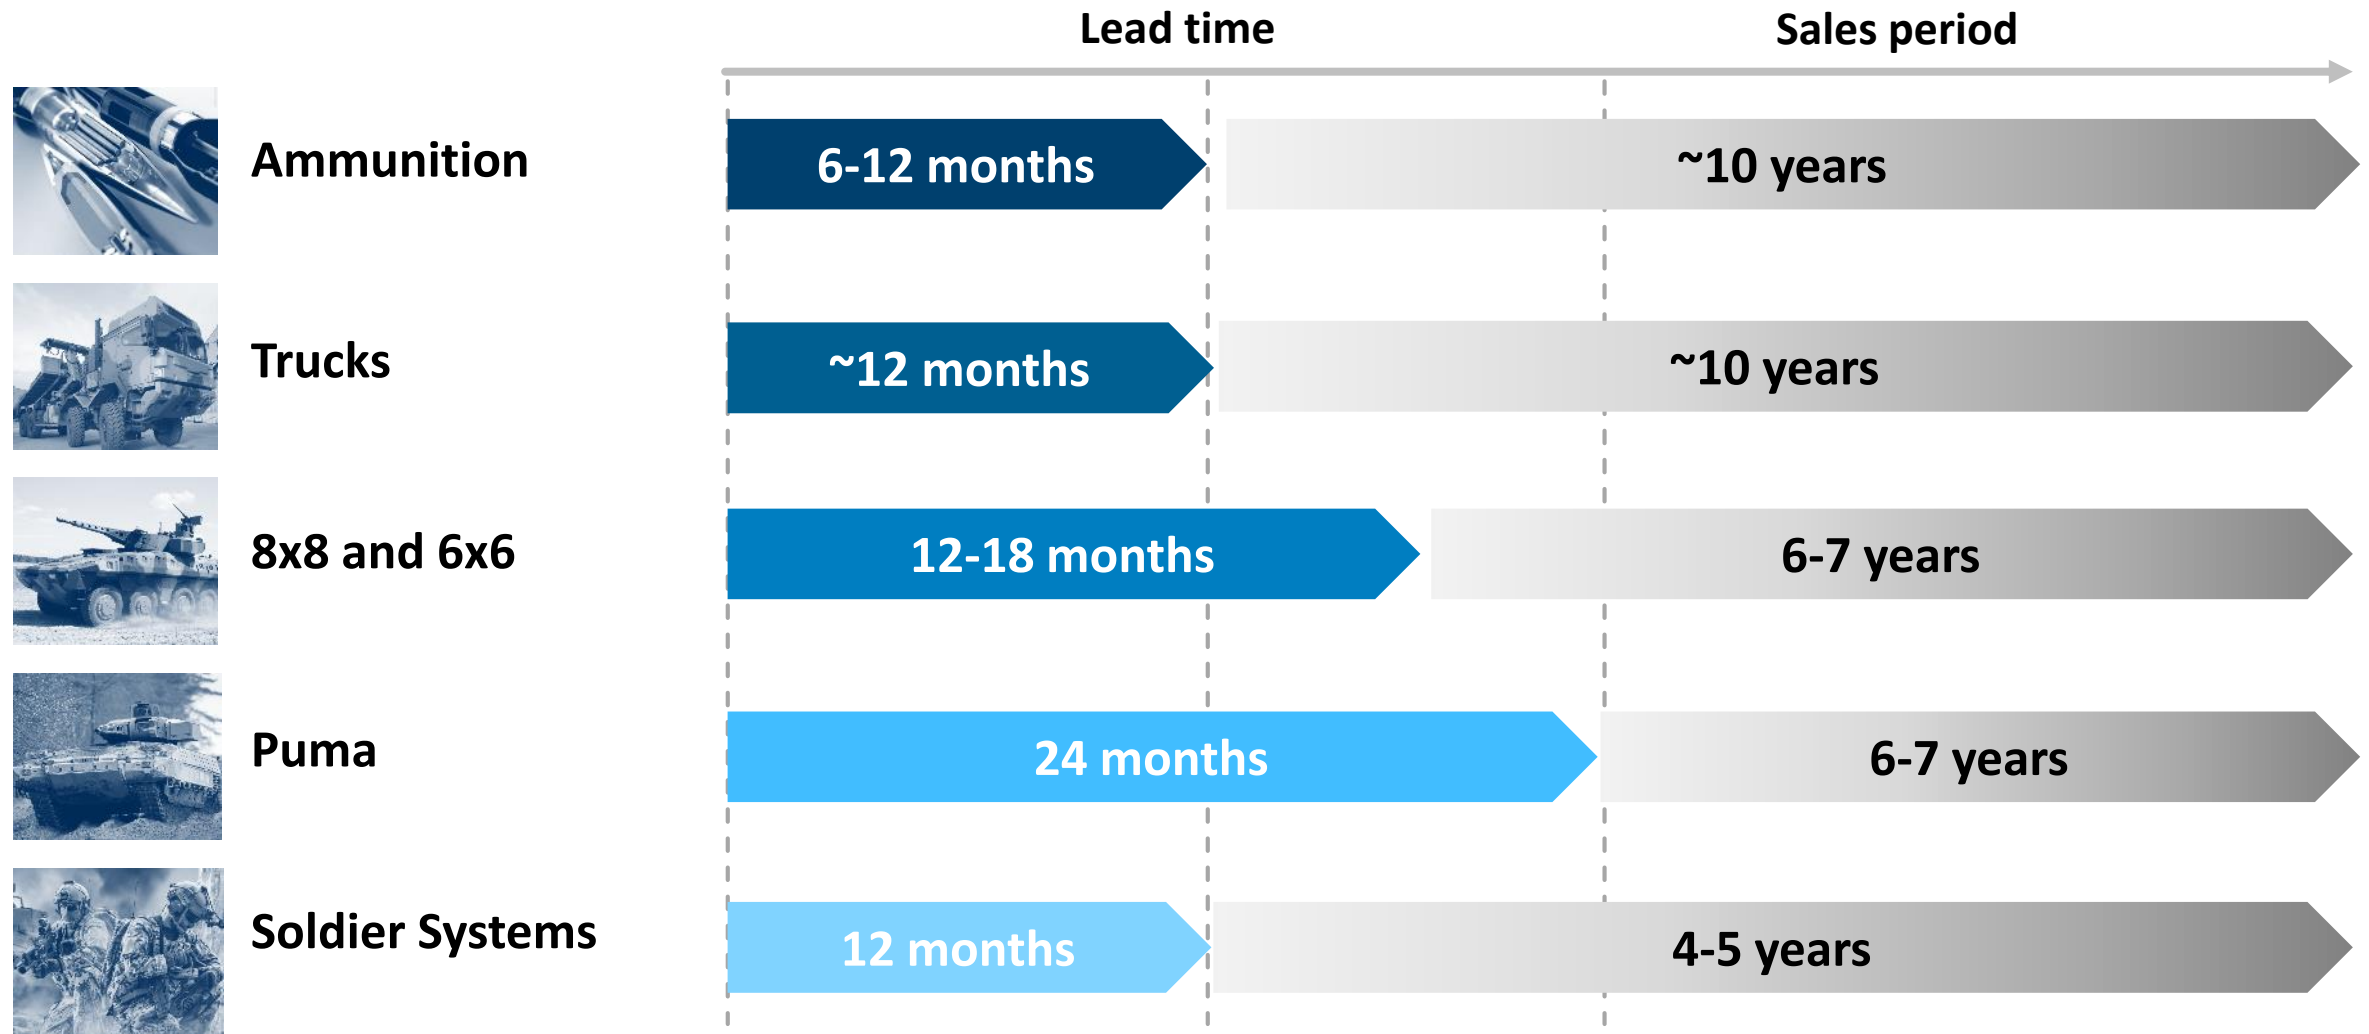 Lead time
Sales period
Ammunition
6-12 months
~10 years
Trucks
~12 months
~10 years
8x8 and 6x6
12-18 months
6-7 years
Puma
24 months
6-7 years
Soldier Systems
12 months
4-5 years